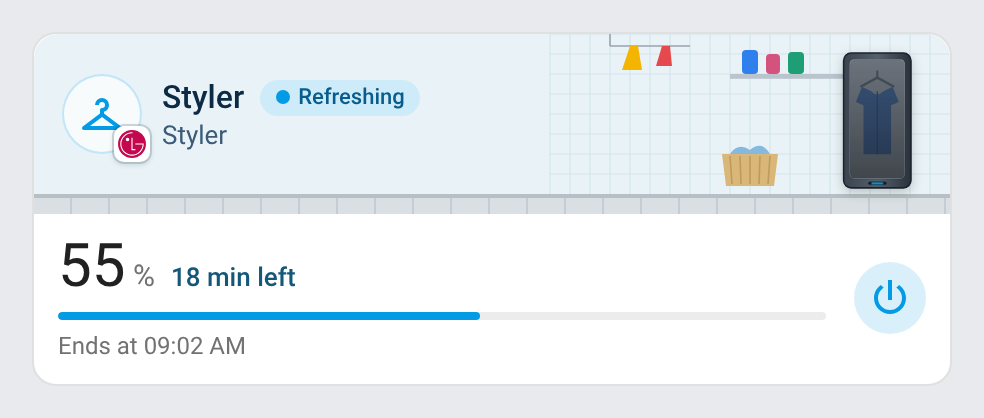 Styler
Refreshing
Styler
55 %
18 min left
Ends at 09:02 AM